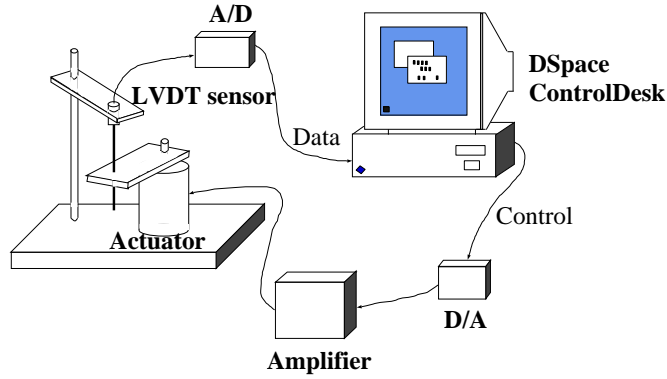 A/D
LVDT sensor
DSpace
ControlDesk
Data
Control
Actuator
D/A
Amplifier